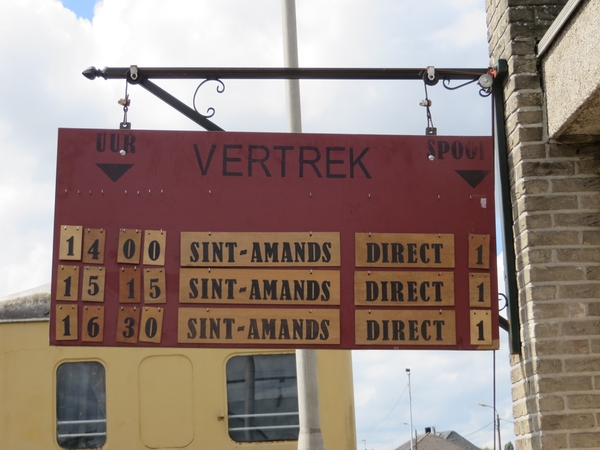 UUR VERTREK SPOOR
14 00 SINT-AMANDS DIRECT 1
15 15 SINT-AMANDS DIRECT 1
16 30 SINT-AMANDS DIRECT 1